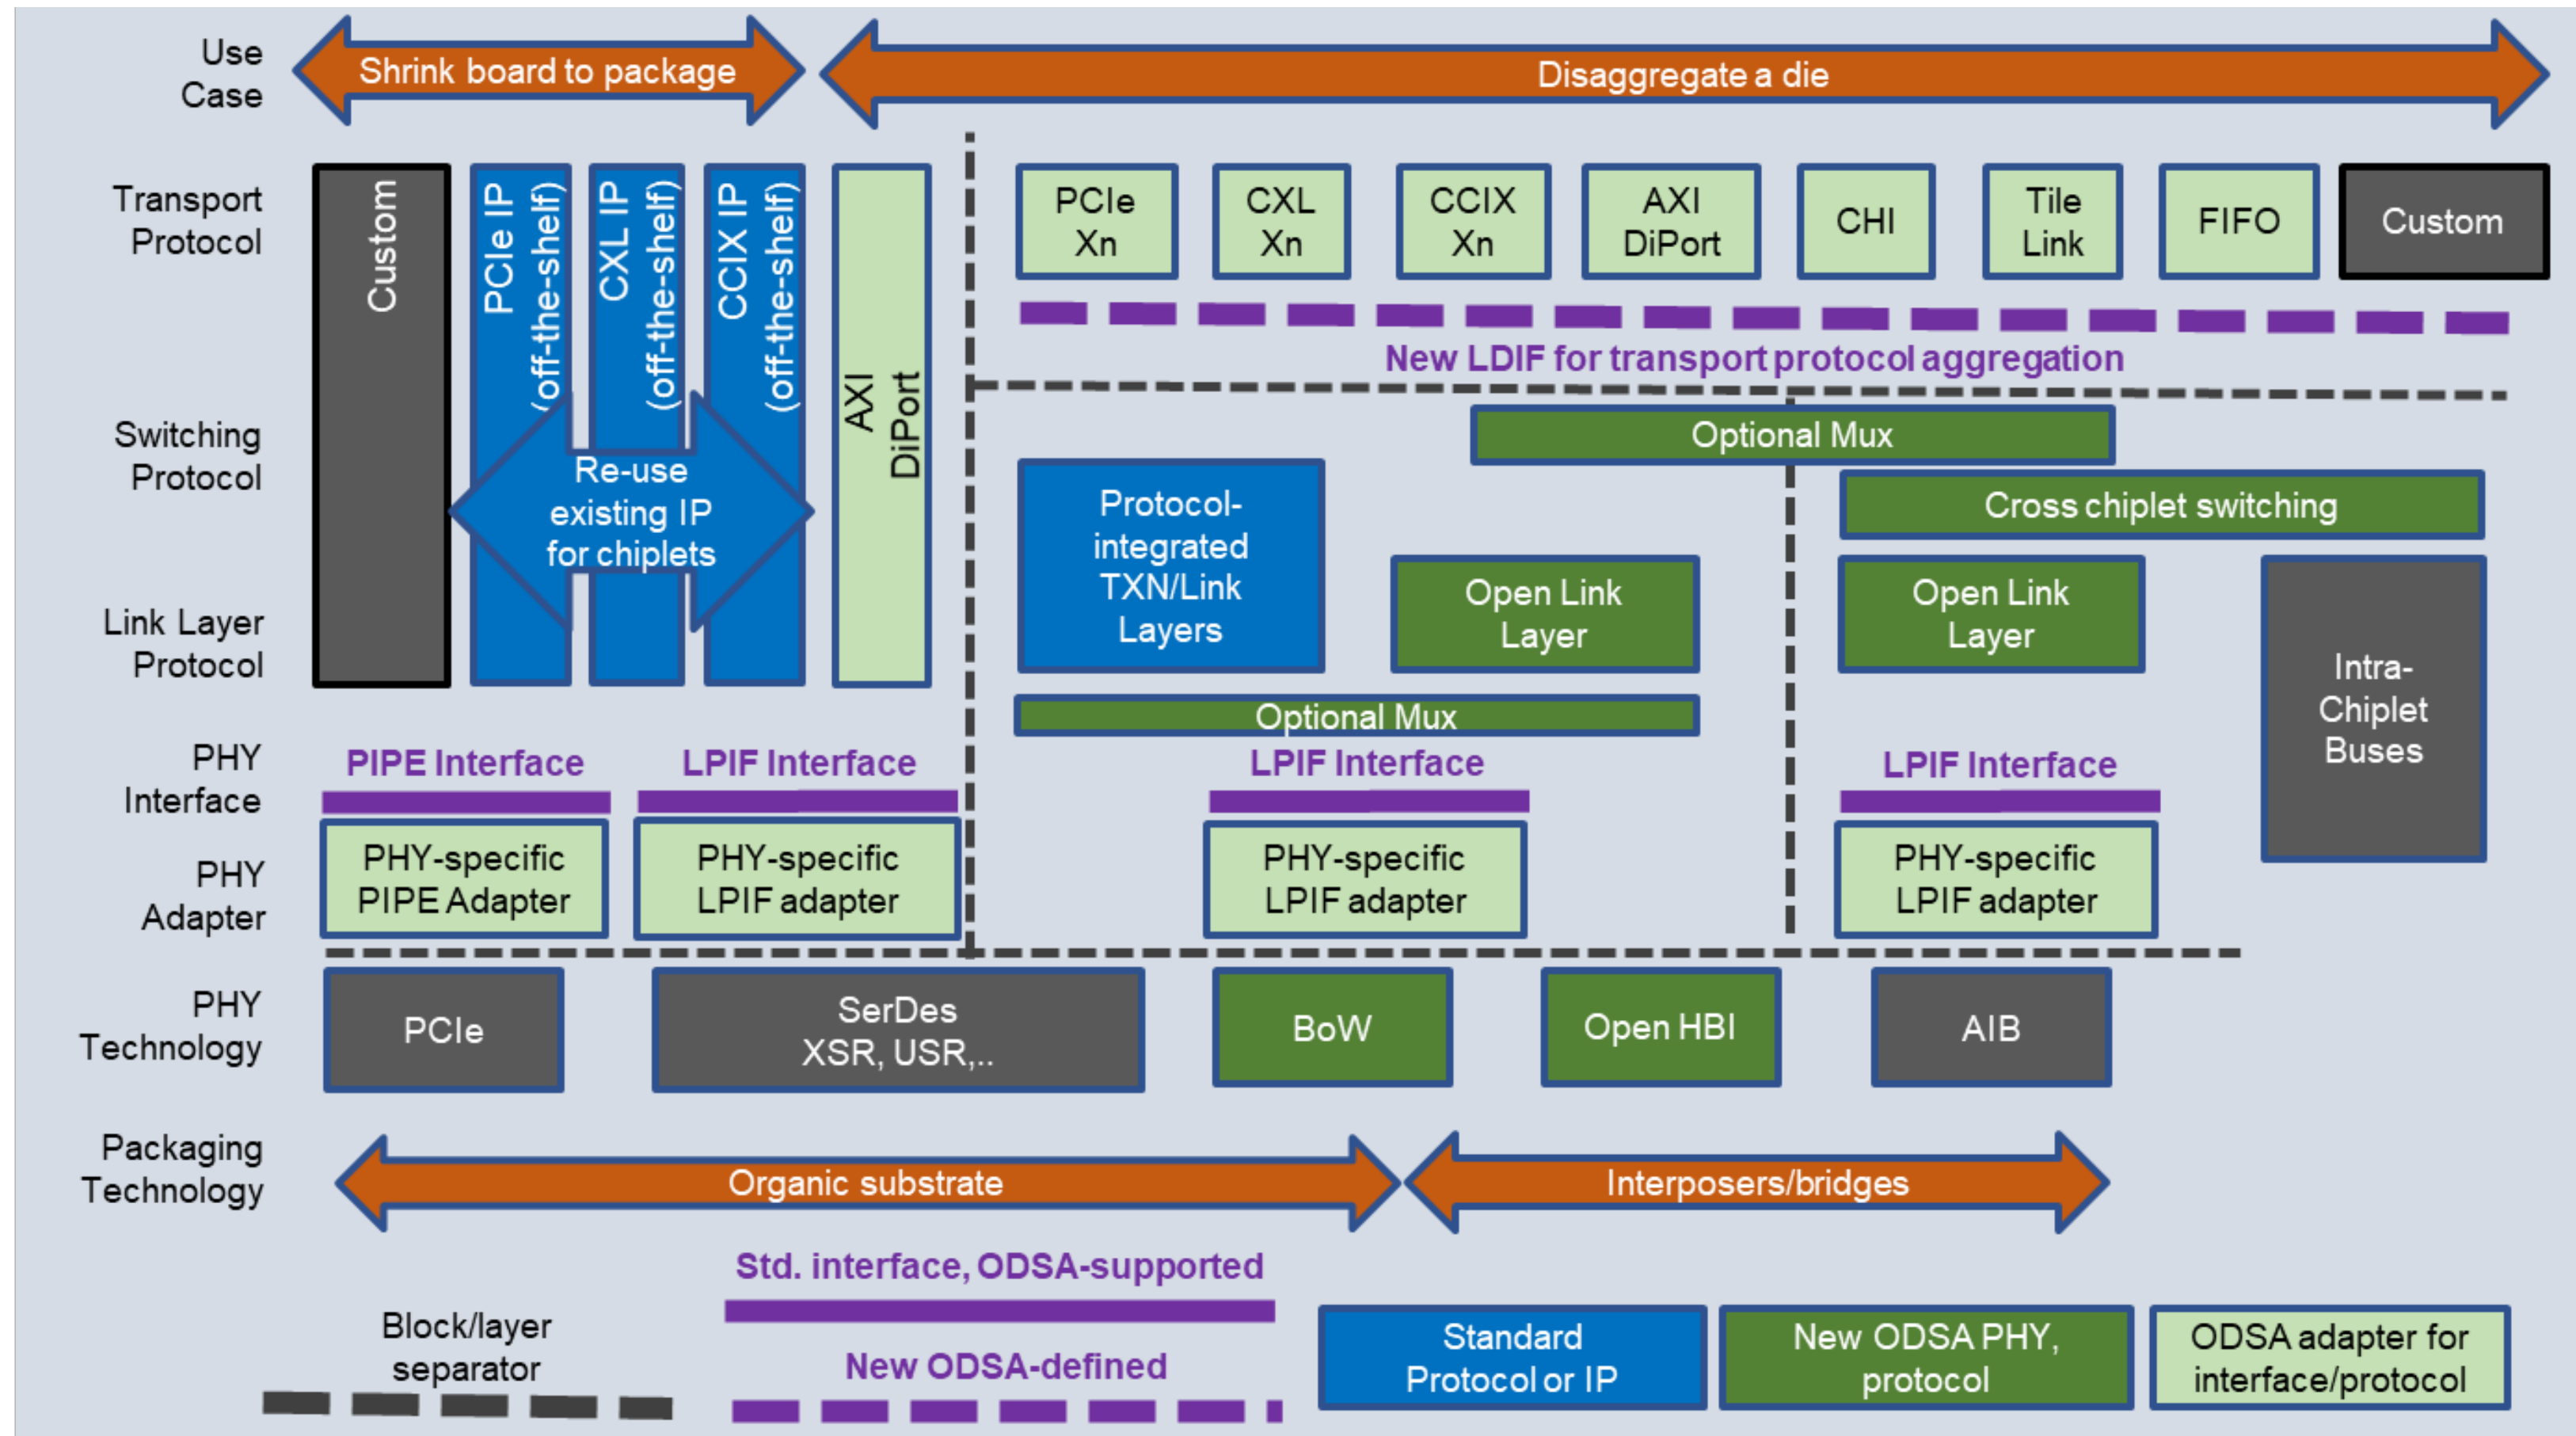 Use
Case
Shrink board to package
Disaggregate a die
Transport
Protocol
Custom
PCIe IP
(off-the-shelf)
CXL IP
(off-the-shelf)
CCIX IP
(off-the-shelf)
AXI
DiPort
PCIe
Xn
CXL
Xn
CCIX
Xn
AXI
DiPort
CHI
Tile
Link
FIFO
Custom
New LDIF for transport protocol aggregation
Switching
Protocol
Re-use
existing IP
for chiplets
Optional Mux
Protocol-
integrated
TXN/Link
Layers
Cross chiplet switching
Link Layer
Protocol
Open Link
Layer
Open Link
Layer
Intra-
Chiplet
Buses
Optional Mux
PHY
Interface
PIPE Interface
LPIF Interface
LPIF Interface
LPIF Interface
PHY
Adapter
PHY-specific
PIPE Adapter
PHY-specific
LPIF adapter
PHY-specific
LPIF adapter
PHY-specific
LPIF adapter
PHY
Technology
PCIe
SerDes
XSR, USR,..
BoW
Open HBI
AIB
Packaging
Technology
Organic substrate
Interposers/bridges
Block/layer
separator
Std. interface, ODSA-supported
New ODSA-defined
Standard
Protocol or IP
New ODSA PHY,
protocol
ODSA adapter for
interface/protocol